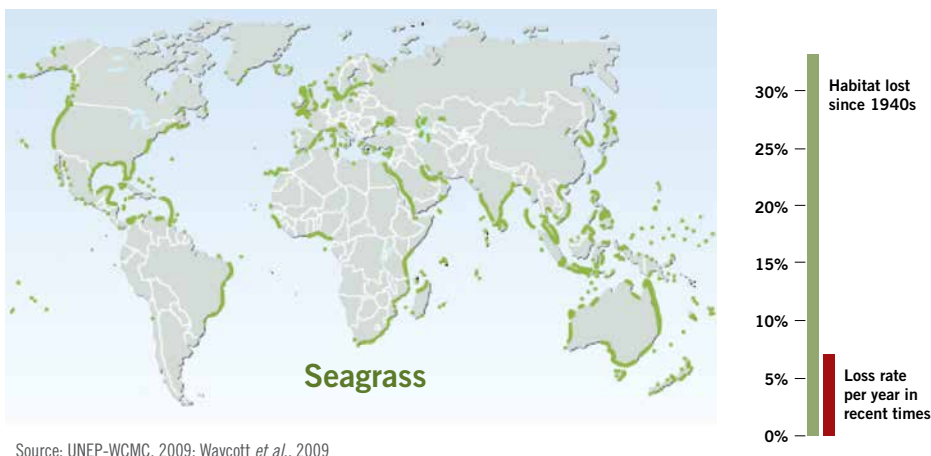 Seagrass
Source: UNEP-WCMC, 2009; Waycott et al., 2009
30%
25%
20%
15%
10%
5%
0%
Habitat lost
since 1940s
Loss rate
per year in
recent times